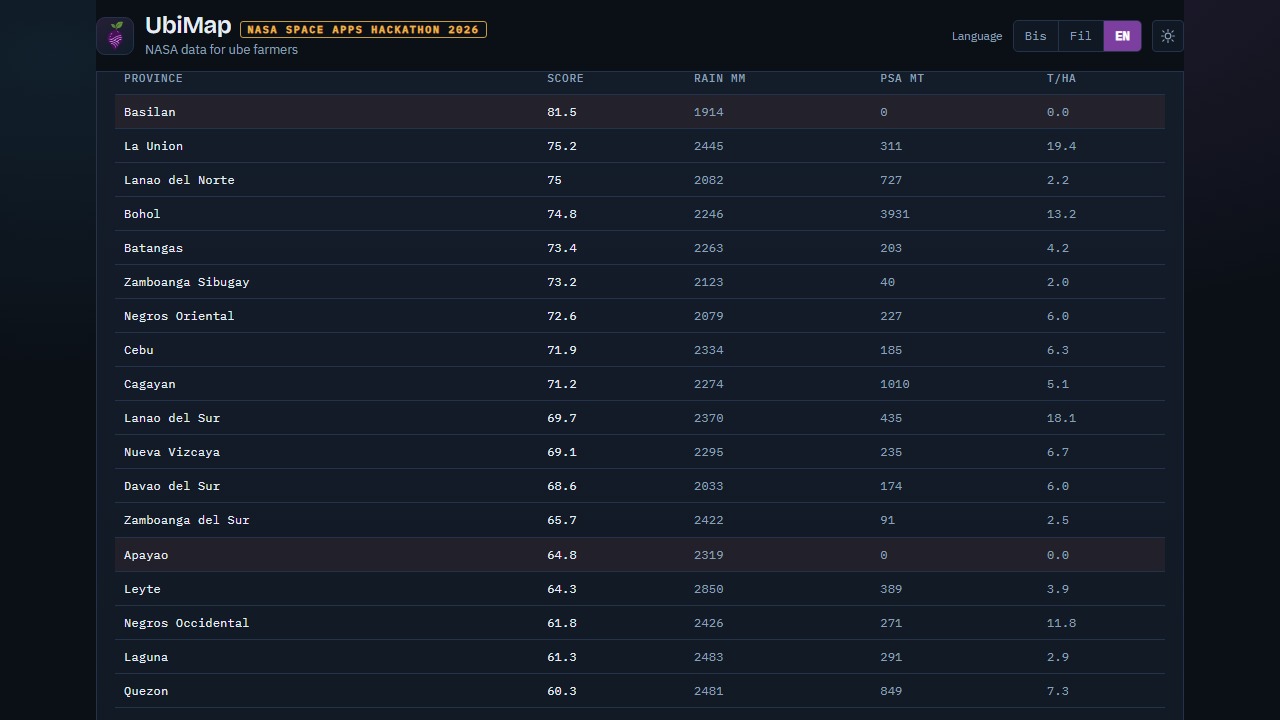 UbiMap NASA SPACE APPS HACKATHON 2026
NASA data for ube farmers
Language Bis Fil EN
PROVINCE SCORE RAIN MM PSA MT T/HA
Basilan 81.5 1914 0 0.0
La Union 75.2 2445 311 19.4
Lanao del Norte 75 2082 727 2.2
Bohol 74.8 2246 3931 13.2
Batangas 73.4 2263 203 4.2
Zamboanga Sibugay 73.2 2123 40 2.0
Negros Oriental 72.6 2079 227 6.0
Cebu 71.9 2334 185 6.3
Cagayan 71.2 2274 1010 5.1
Lanao del Sur 69.7 2370 435 18.1
Nueva Vizcaya 69.1 2295 235 6.7
Davao del Sur 68.6 2033 174 6.0
Zamboanga del Sur 65.7 2422 91 2.5
Apayao 64.8 2319 0 0.0
Leyte 64.3 2850 389 3.9
Negros Occidental 61.8 2426 271 11.8
Laguna 61.3 2483 291 2.9
Quezon 60.3 2481 849 7.3